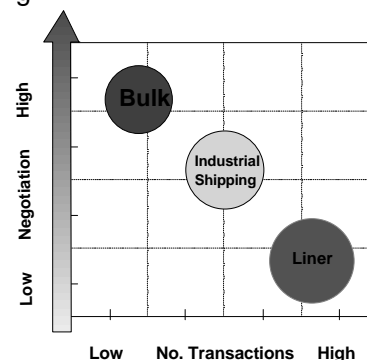 High
Negotiation
Low
Bulk
Industrial
Shipping
Liner
Low No. Transactions High